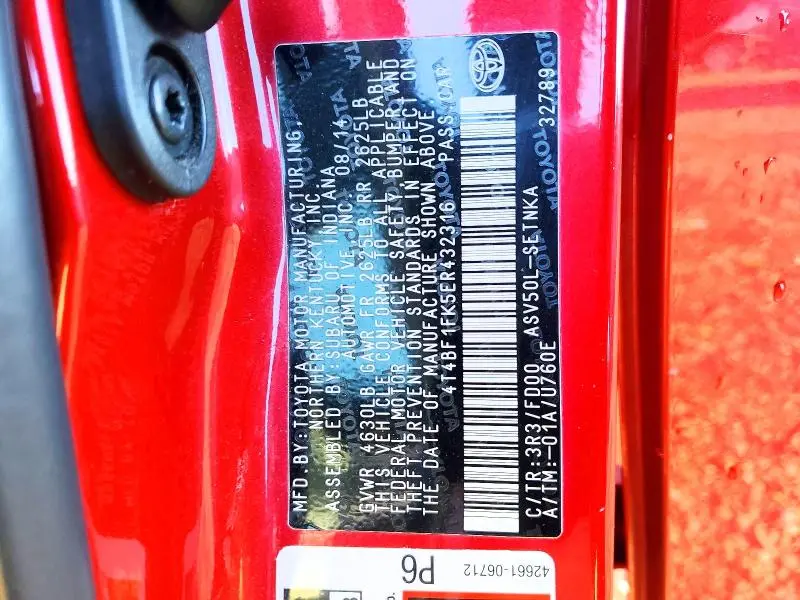 MFD.BY:TOYOTA MOTOR MANUFACTURING,
NORTHERN KENTUCKY INC.
ASSEMBLED BY:SUBARU OF INDIANA
AUTOMOTIVE,INC. 08/14
GVWR 4630LB GAWR FR 2625LB RR 2625LB
THIS VEHICLE CONFORMS TO ALL APPLICABLE
FEDERAL MOTOR VEHICLE SAFETY, BUMPER, AND
THEFT PREVENTION STANDARDS IN EFFECT ON
THE DATE OF MANUFACTURE SHOWN ABOVE.
4T4BF1FK5ER432316 PASS.CAR
C/TR:3R3/FD00 ASV50L-SETNKA 32789
A/TM:-01A/U760E
P6
42661-06712